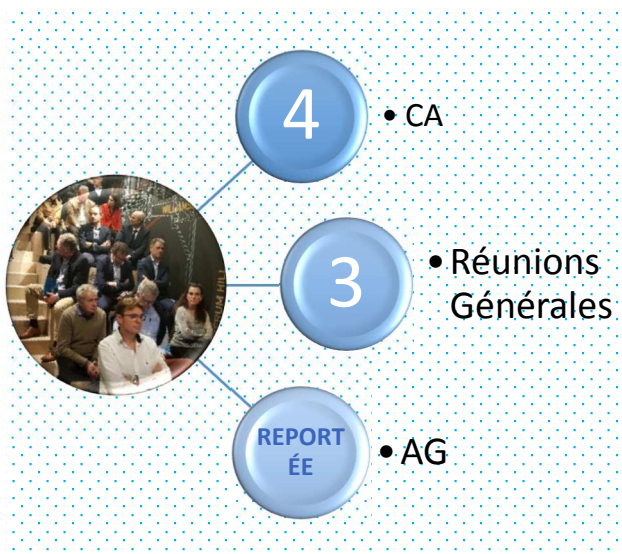 4
• CA
3
• Réunions
Générales
REPORT
ÉE
• AG